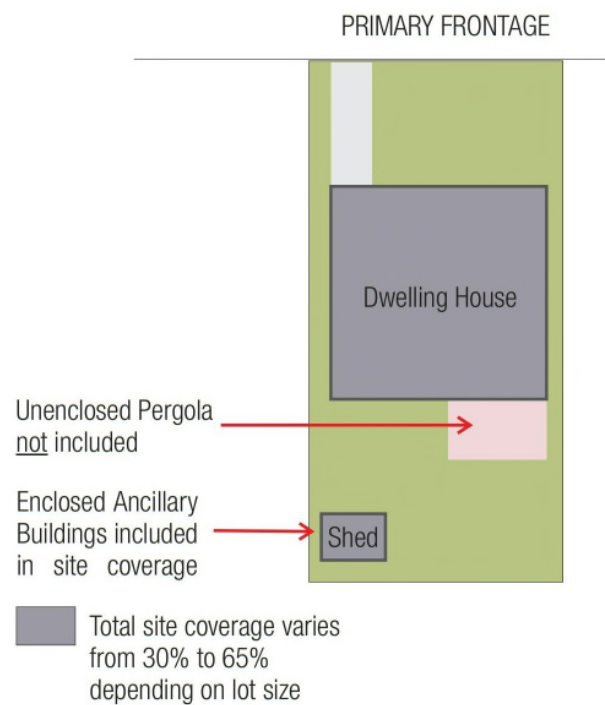 PRIMARY FRONTAGE
Dwelling House
Unenclosed Pergola
not included
Enclosed Ancillary
Buildings included
in site coverage
Shed
Total site coverage varies
from 30% to 65%
depending on lot size